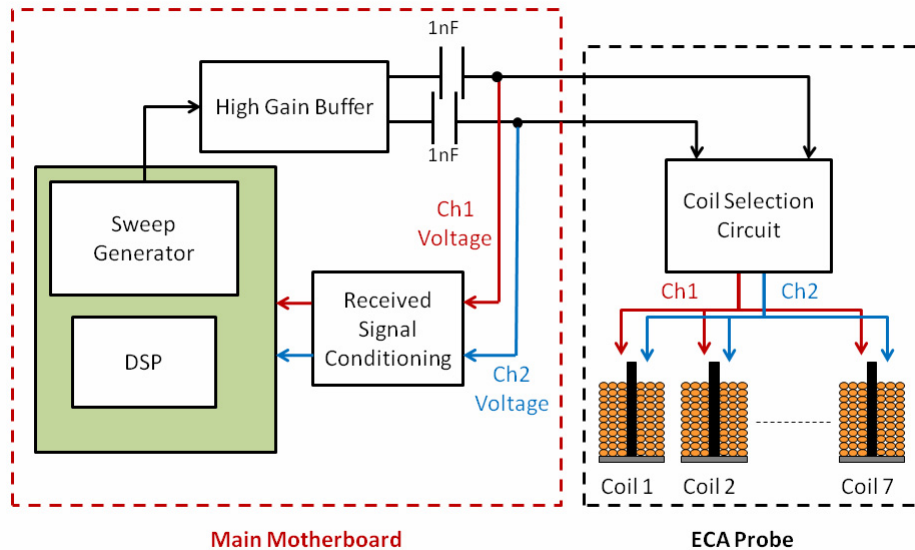 1nF
High Gain Buffer
1nF
Sweep
Generator
Ch1
Voltage
Coil Selection
Circuit
Received
Signal
Conditioning
Ch1
Ch2
DSP
Ch2
Voltage
Coil 1
Coil 2
Coil 7
Main Motherboard
ECA Probe